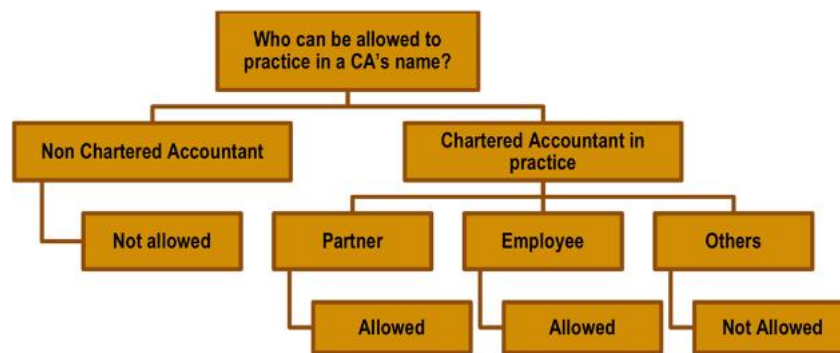 Who can be allowed to
practice in a CA's name?
Non Chartered Accountant
Chartered Accountant in
practice
Not allowed
Partner
Employee
Others
Allowed
Allowed
Not Allowed